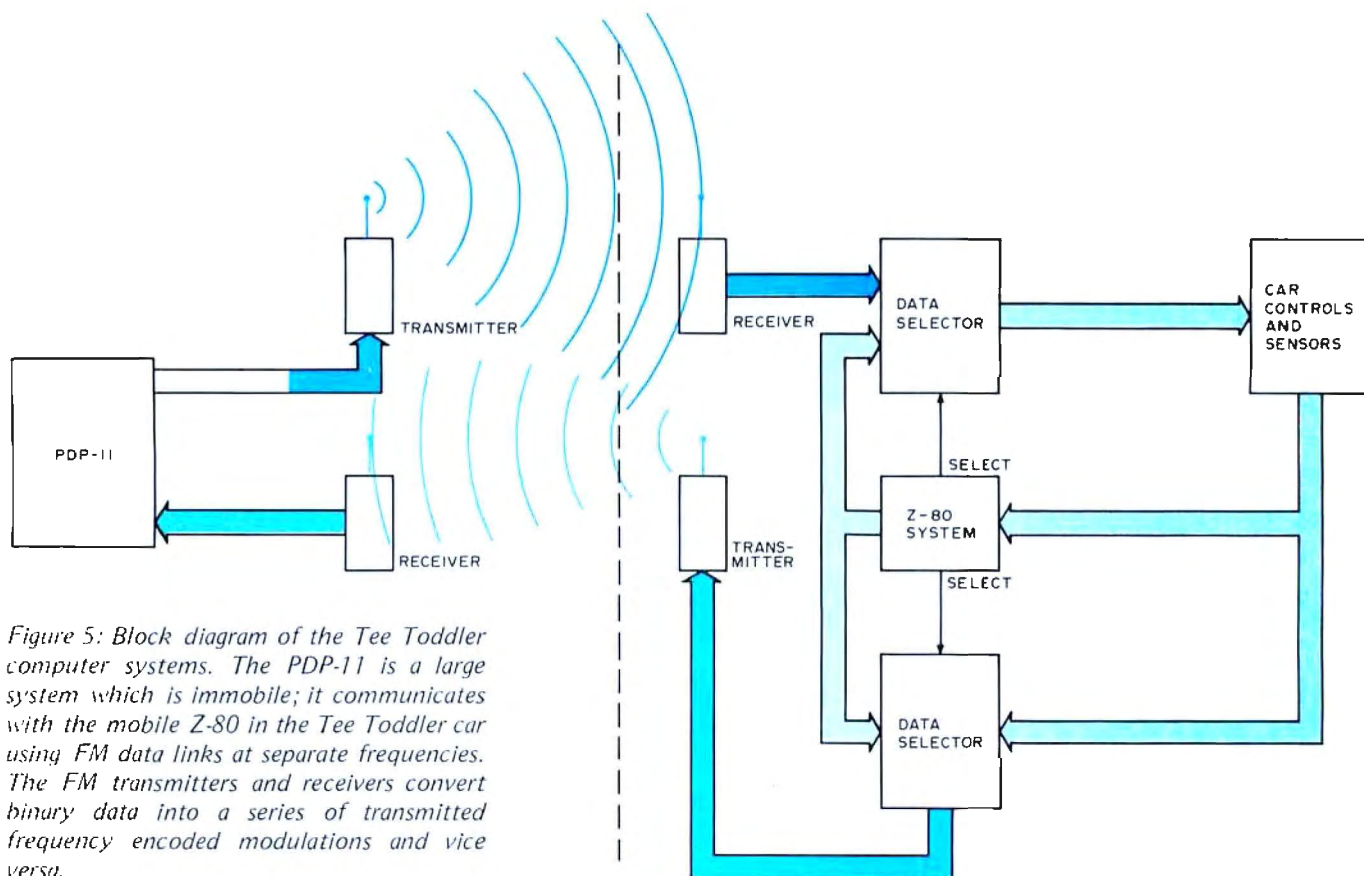 TRANSMITTER
RECEIVER
DATA
SELECTOR
CAR
CONTROLS
AND
SENSORS
PDP-11
SELECT
Z-80
SYSTEM
RECEIVER
TRANS-
MITTER
SELECT
DATA
SELECTOR
Figure 5: Block diagram of the Tee Toddler
computer systems. The PDP-11 is a large
system which is immobile; it communicates
with the mobile Z-80 in the Tee Toddler car
using FM data links at separate frequencies.
The FM transmitters and receivers convert
binary data into a series of transmitted
frequency encoded modulations and vice
versa.